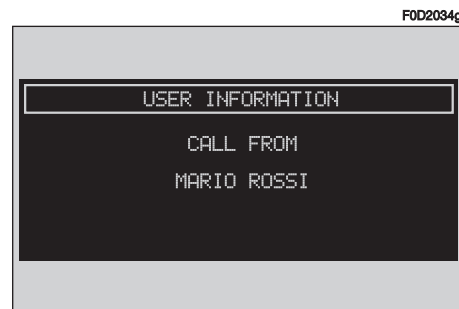 F0D2034g
USER INFORMATION
CALL FROM
MARIO ROSSI